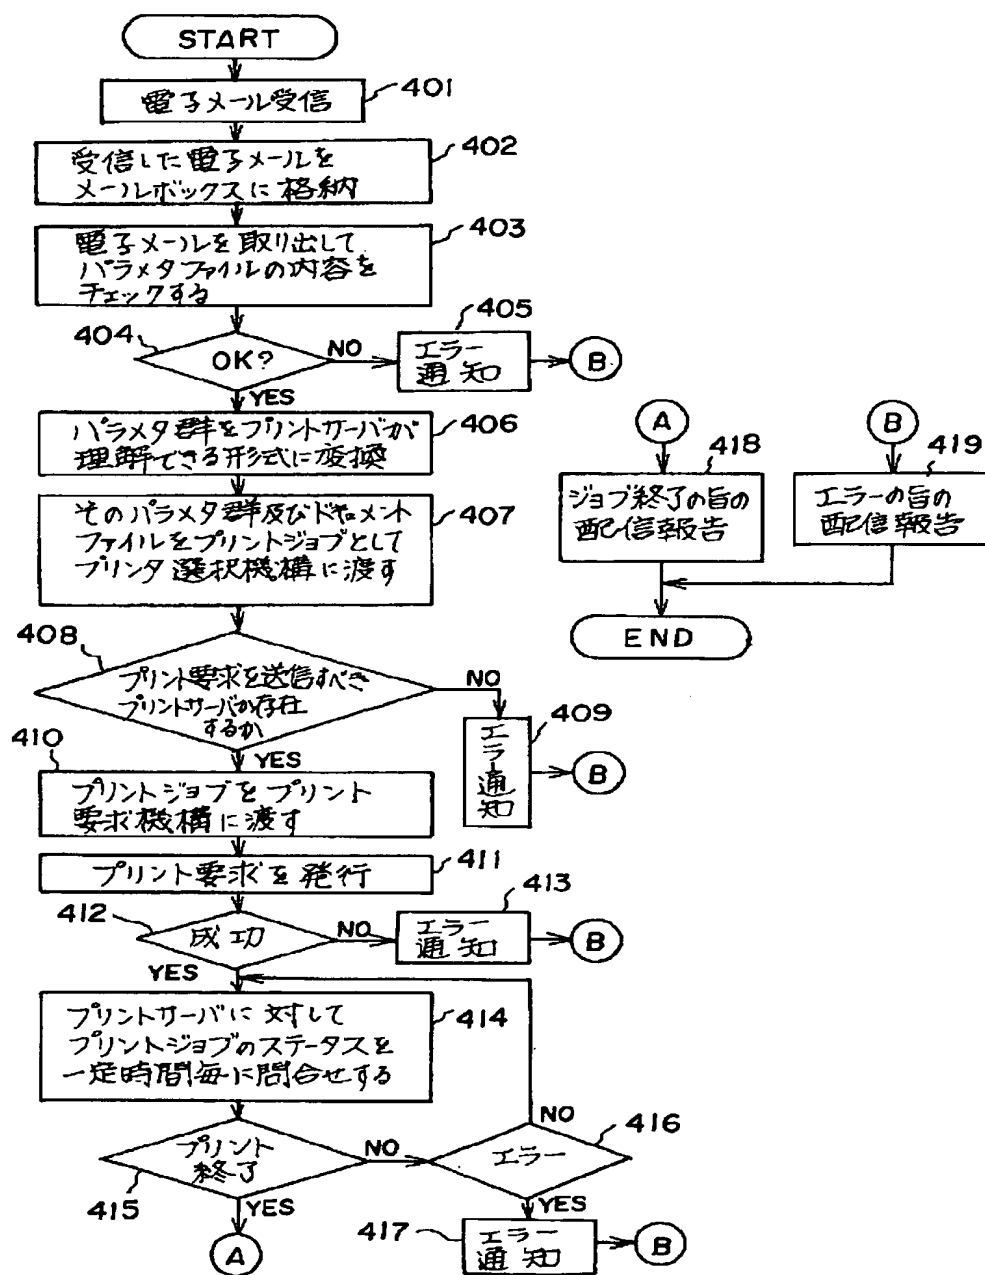 START
電子メール受信
401
受信した電子メールを
メールボックスに格納
402
電子メールを取り出して
パラメタファイルの内容を
チェックする
403
404
OK?
NO
YES
405
エラー
通知
B
パラメタ群をプリントサーバが
理解できる形式に変換
406
そのパラメタ群及びドキュメント
ファイルをプリントジョブとして
プリンタ選択機構に渡す
407
408
プリント要求を送信すべき
プリントサーバが存在
するか
NO
YES
409
エラー通知
B
410
プリントジョブをプリント
要求機構に渡す
プリント要求を発行
411
412
成功
NO
YES
413
エラー
通知
B
プリントサーバに対して
プリントジョブのステータスを
一定時間毎に問合せする
414
プリント
終了
415
NO
YES
A
エラー
416
NO
YES
417
エラー
通知
B
A
418
ジョブ終了の旨の
配信報告
B
419
エラーの旨の
配信報告
END